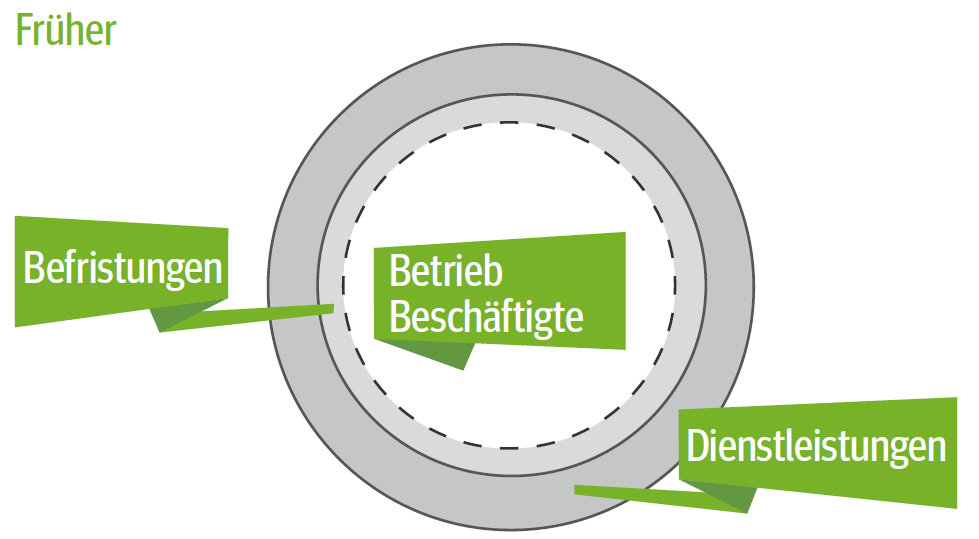 Früher
Befristungen
Betrieb
Beschäftigte
Dienstleistungen